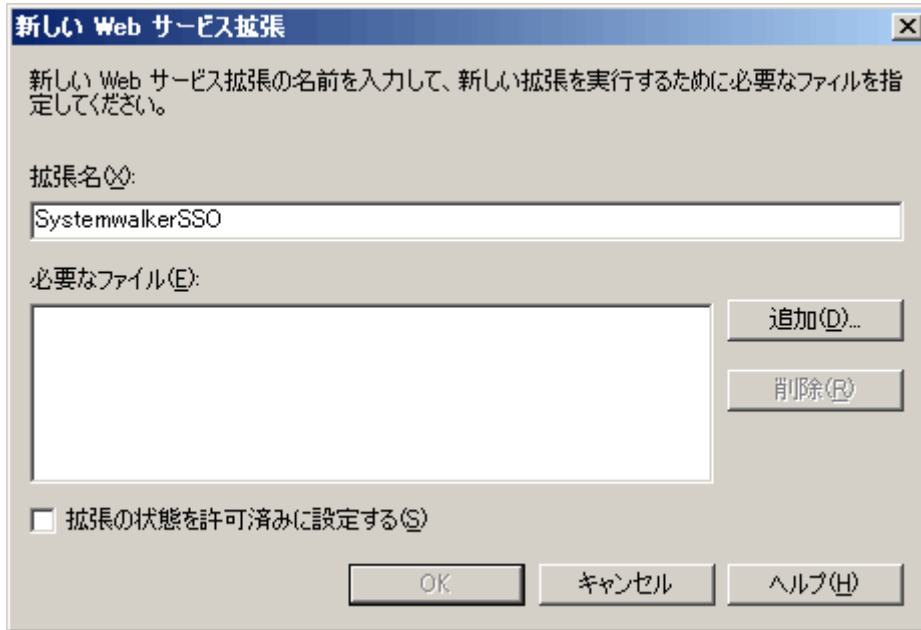 新しい Web サービス拡張
新しい Web サービス拡張の名前を入力して、新しい拡張を実行するために必要なファイルを指
定してください。
拡張名(X):
SystemwalkerSSO
必要なファイル(E):
追加(D)...
削除(R)
拡張の状態を許可済みに設定する(S)
OK
キャンセル
ヘルプ(H)